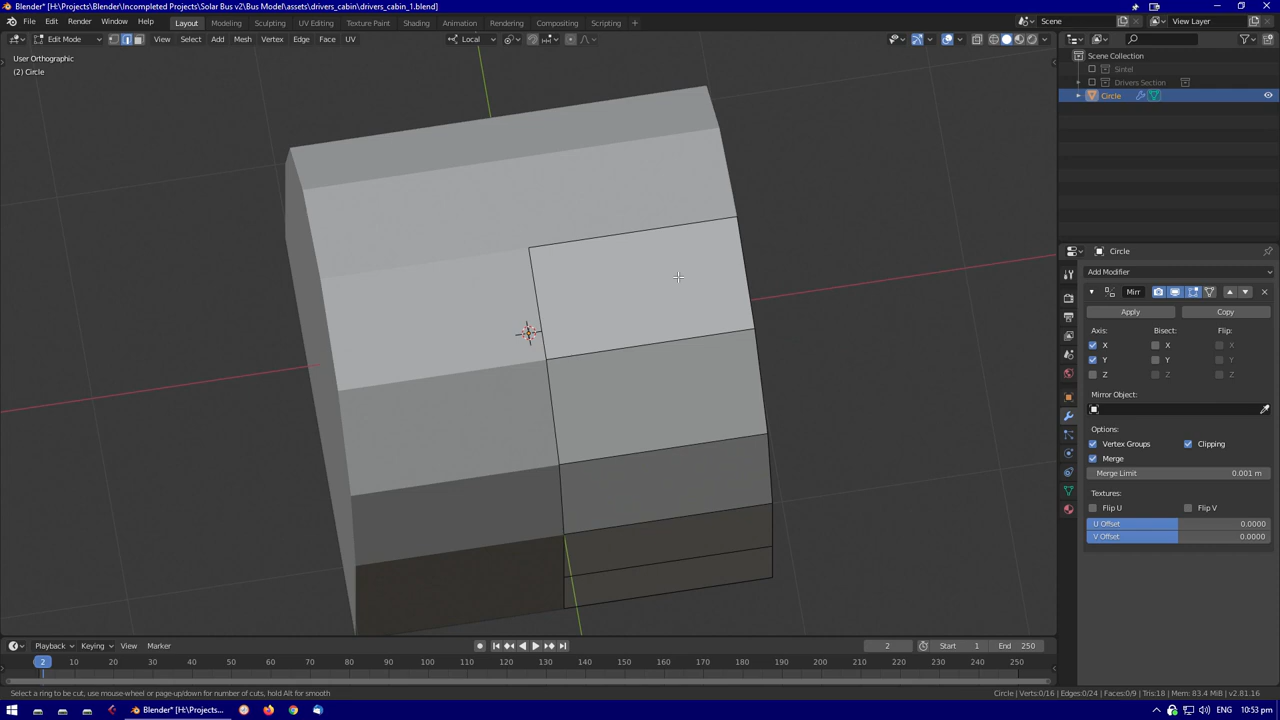 Blender* [H:\Projects\Blender\Incompleted Projects\Solar Bus v2\Bus Model\assets\drivers_cabin\drivers_cabin_1.blend]
File Edit Render Window Help Layout Modeling Sculpting UV Editing Texture Paint Shading Animation Rendering Compositing Scripting Scene View Layer
Edit Mode View Select Add Mesh Vertex Edge Face UV Local
User Orthographic
(2) Circle
Scene Collection
Sintel
Drivers Section
Circle
Circle
Add Modifier
Mirr
Apply Copy
Axis: Bisect: Flip:
X X X
Y Y Y
Z Z Z
Mirror Object:
Options:
Vertex Groups Clipping
Merge
Merge Limit 0.001 m
Textures:
Flip U Flip V
U Offset 0.0000
V Offset 0.0000
Playback Keying View Marker 2 Start 1 End 250
2 10 20 30 40 50 60 70 80 90 100 110 120 130 140 150 160 170 180 190 200 210 220 230 240 250
Select a ring to be cut, use mouse-wheel or page-up/down for number of cuts, hold Alt for smooth Circle | Verts:0/16 | Edges:0/24 | Faces:0/9 | Tris:18 | Mem: 83.4 MiB | v2.81.16
Blender* [H:\Projects... ENG 10:53 pm